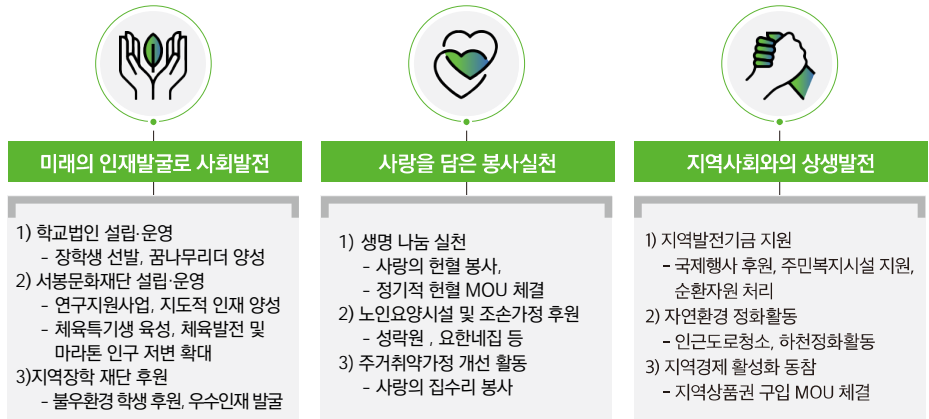 미래의 인재발굴로 사회발전
1) 학교법인 설립·운영
- 장학생 선발, 꿈나무리더 양성
2) 서봉문화재단 설립·운영
- 연구지원사업, 지도적 인재 양성
- 체육특기생 육성, 체육발전 및
마라톤 인구 저변 확대
3)지역장학 재단 후원
- 불우환경 학생 후원, 우수인재 발굴
사랑을 담은 봉사실천
1) 생명 나눔 실천
- 사랑의 헌혈 봉사,
- 정기적 헌혈 MOU 체결
2) 노인요양시설 및 조손가정 후원
- 성락원 , 요한네집 등
3) 주거취약가정 개선 활동
- 사랑의 집수리 봉사
지역사회와의 상생발전
1) 지역발전기금 지원
- 국제행사 후원, 주민복지시설 지원,
순환자원 처리
2) 자연환경 정화활동
- 인근도로청소, 하천정화활동
3) 지역경제 활성화 동참
- 지역상품권 구입 MOU 체결